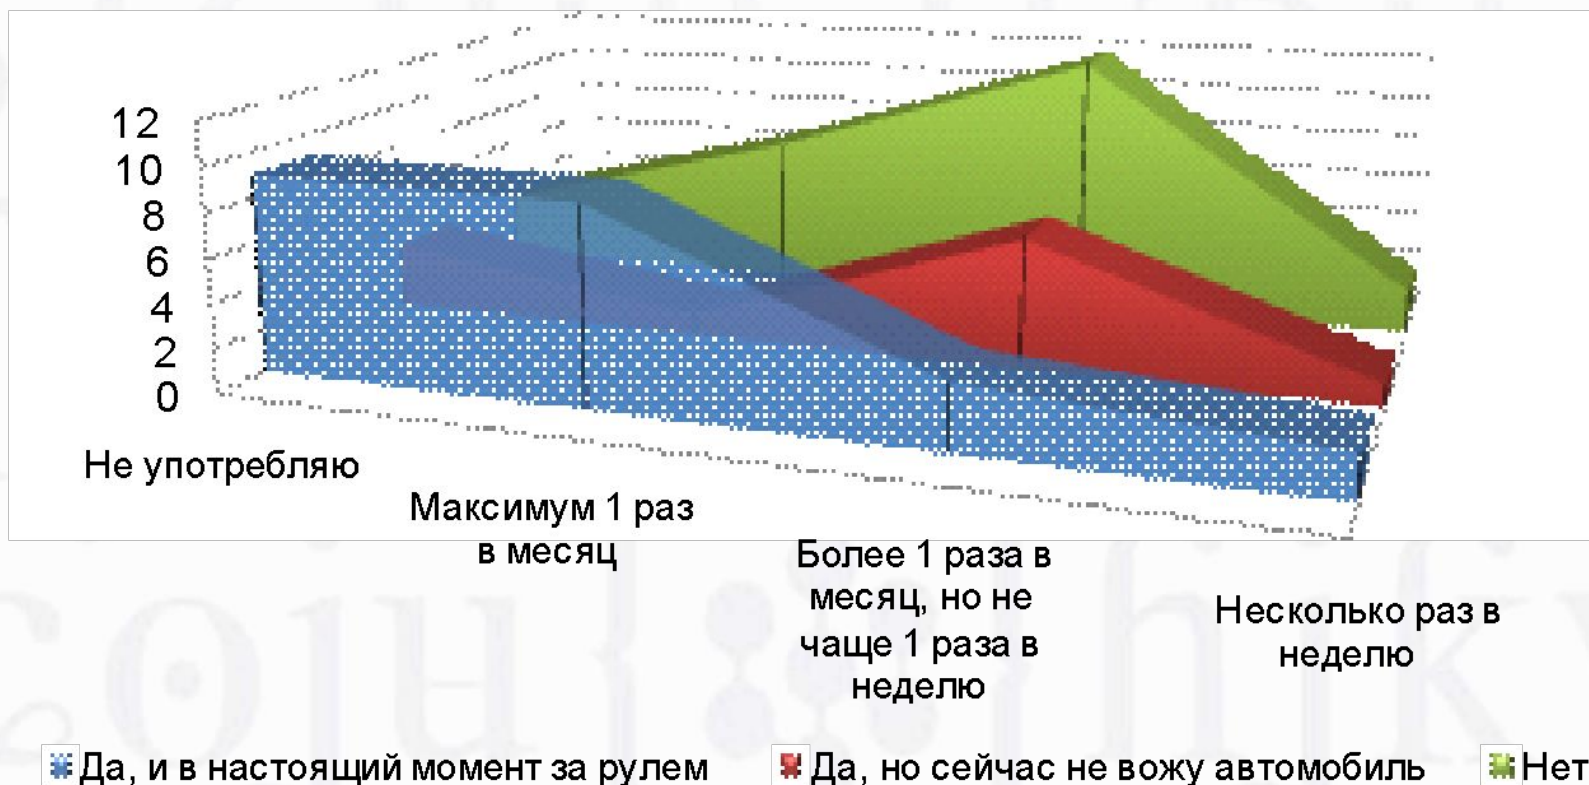 12
10
8
6
4
2
0
Не употребляю
Максимум 1 раз
в месяц
Более 1 раза в
месяц, но не
чаще 1 раза в
неделю
Несколько раз в
неделю
Да, и в настоящий момент за рулем
Да, но сейчас не вожу автомобиль
Нет